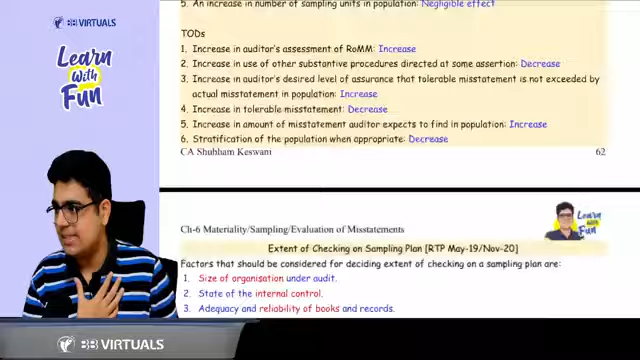 BB VIRTUALS
Learn
With
Fun
5. An increase in number of sampling units in population: Negligible effect
TODs
1. Increase in auditor's assessment of RoMM: Increase
2. Increase in use of other substantive procedures directed at same assertion: Decrease
3. Increase in auditor's desired level of assurance that tolerable misstatement is not exceeded by
actual misstatement in population: Increase
4. Increase in tolerable misstatement: Decrease
5. Increase in amount of misstatement auditor expects to find in population: Increase
6. Stratification of the population when appropriate: Decrease
CA Shubham Keswani 62
Ch-6 Materiality/Sampling/Evaluation of Misstatements
Learn
With
Fun
Extent of Checking on Sampling Plan [RTP May-19/Nov-20]
Factors that should be considered for deciding extent of checking on a sampling plan are:
1. Size of organisation under audit.
2. State of the internal control.
3. Adequacy and reliability of books and records.
BB VIRTUALS